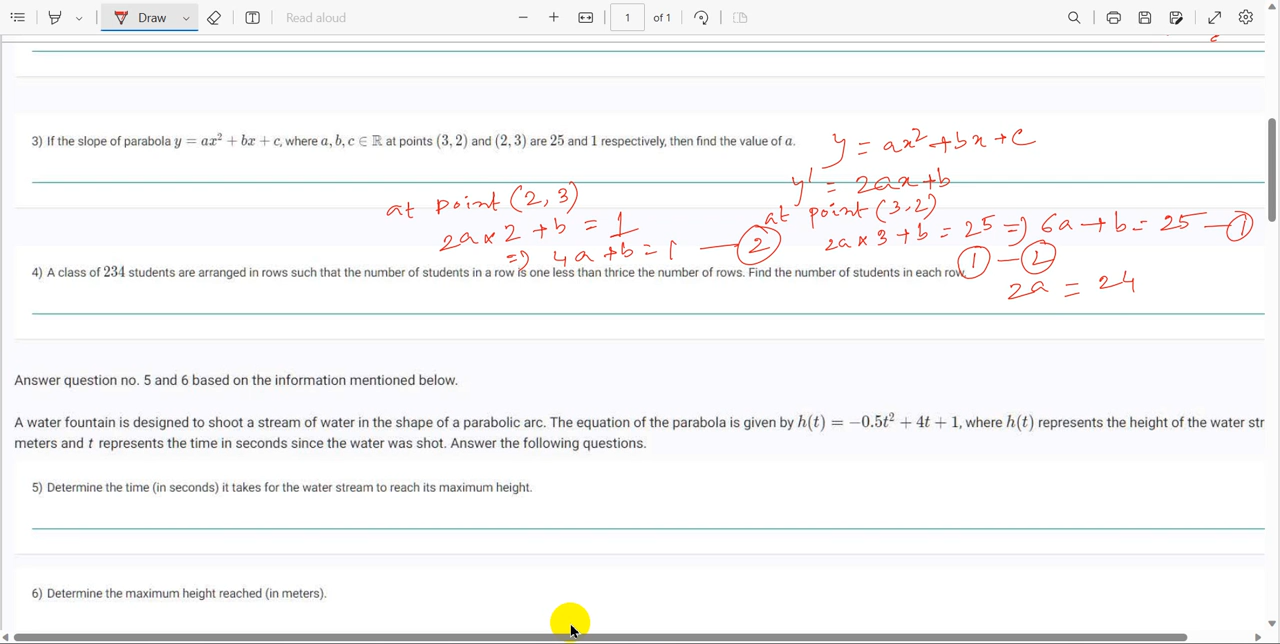 Draw Read aloud 1 of 1
3) If the slope of parabola y = ax² + bx + c, where a, b, c ∈ ℝ at points (3, 2) and (2, 3) are 25 and 1 respectively, then find the value of a.
y = ax² + bx + c
y' = 2ax + b
at point (3,2)
2a × 3 + b = 25 => 6a + b = 25 — ①
at point (2, 3)
2a × 2 + b = 1
=> 4a + b = 1 — ②
① — ②
2a = 24
4) A class of 234 students are arranged in rows such that the number of students in a row is one less than thrice the number of rows. Find the number of students in each row.
Answer question no. 5 and 6 based on the information mentioned below.
A water fountain is designed to shoot a stream of water in the shape of a parabolic arc. The equation of the parabola is given by h(t) = −0.5t² + 4t + 1, where h(t) represents the height of the water str
meters and t represents the time in seconds since the water was shot. Answer the following questions.
5) Determine the time (in seconds) it takes for the water stream to reach its maximum height.
6) Determine the maximum height reached (in meters).